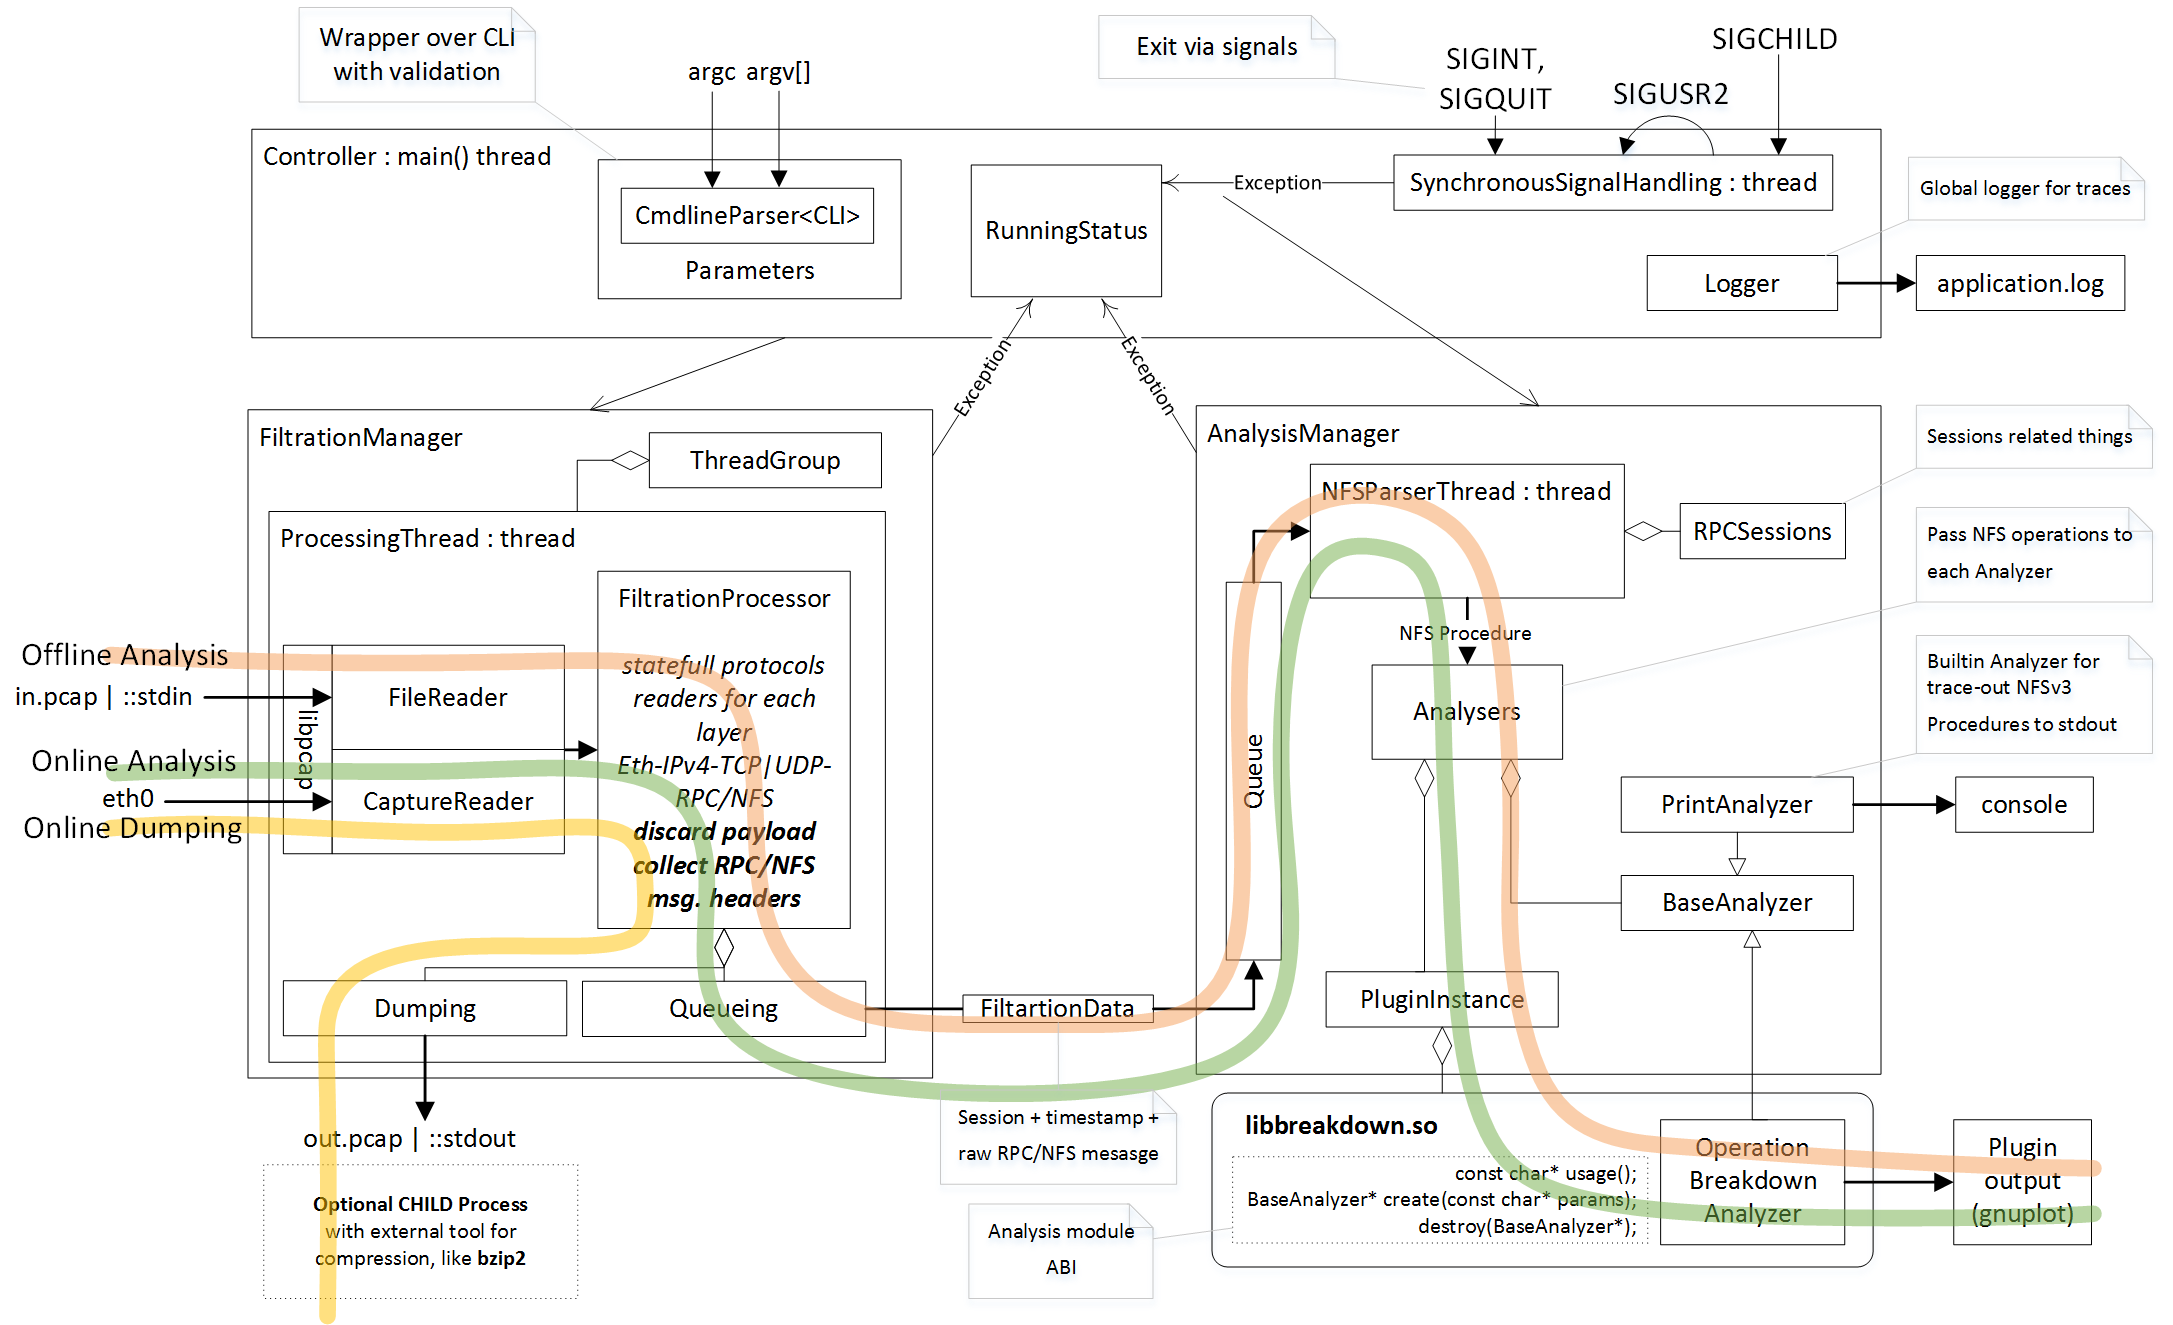 Wrapper over CLI
with validation
argc argv[]
Exit via signals
SIGINT,
SIGQUIT
SIGUSR2
SIGCHILD
Controller : main() thread
CmdlineParser<CLI>
Parameters
RunningStatus
Exception
SynchronousSignalHandling : thread
Global logger for traces
Logger
application.log
Exception
Exception
FiltrationManager
ThreadGroup
ProcessingThread : thread
FiltrationProcessor
statefull protocols
readers for each
layer
Eth-IPv4-TCP|UDP-
RPC/NFS
discard payload
collect RPC/NFS
msg. headers
Offline Analysis
in.pcap | ::stdin
Online Analysis
eth0
Online Dumping
libpcap
FileReader
CaptureReader
Dumping
Queueing
out.pcap | ::stdout
Optional CHILD Process
with external tool for
compression, like bzip2
FiltartionData
Session + timestamp +
raw RPC/NFS mesasge
Analysis module
ABI
AnalysisManager
NFSParserThread : thread
RPCSessions
Sessions related things
Pass NFS operations to
each Analyzer
Queue
NFS Procedure
Analysers
Builtin Analyzer for
trace-out NFSv3
Procedures to stdout
PrintAnalyzer
console
BaseAnalyzer
PluginInstance
libbreakdown.so
const char* usage();
BaseAnalyzer* create(const char* params);
destroy(BaseAnalyzer*);
Operation
Breakdown
Analyzer
Plugin
output
(gnuplot)